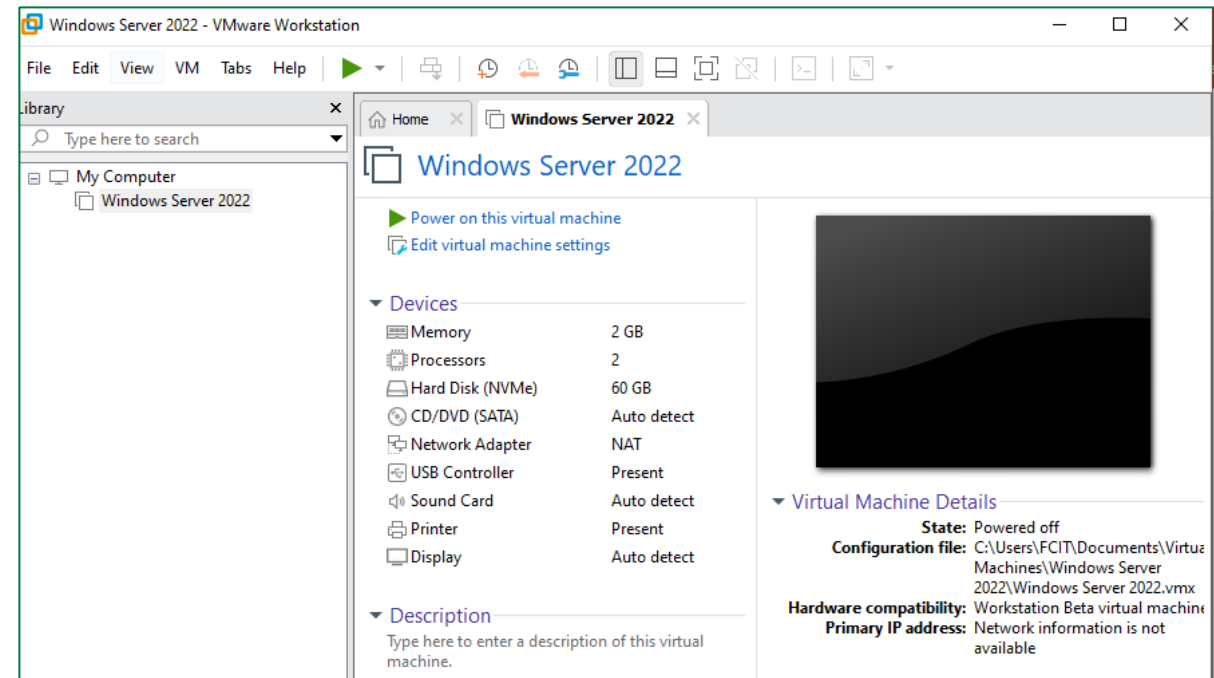 Windows Server 2022 - VMware Workstation
File Edit View VM Tabs Help
Library
Type here to search
My Computer
Windows Server 2022
Home
Windows Server 2022
Windows Server 2022
Power on this virtual machine
Edit virtual machine settings
Devices
Memory 2 GB
Processors 2
Hard Disk (NVMe) 60 GB
CD/DVD (SATA) Auto detect
Network Adapter NAT
USB Controller Present
Sound Card Auto detect
Printer Present
Display Auto detect
Description
Type here to enter a description of this virtual
machine.
Virtual Machine Details
State: Powered off
Configuration file: C:\Users\FCIT\Documents\Virtua
Machines\Windows Server
2022\Windows Server 2022.vmx
Hardware compatibility: Workstation Beta virtual machine
Primary IP address: Network information is not
available